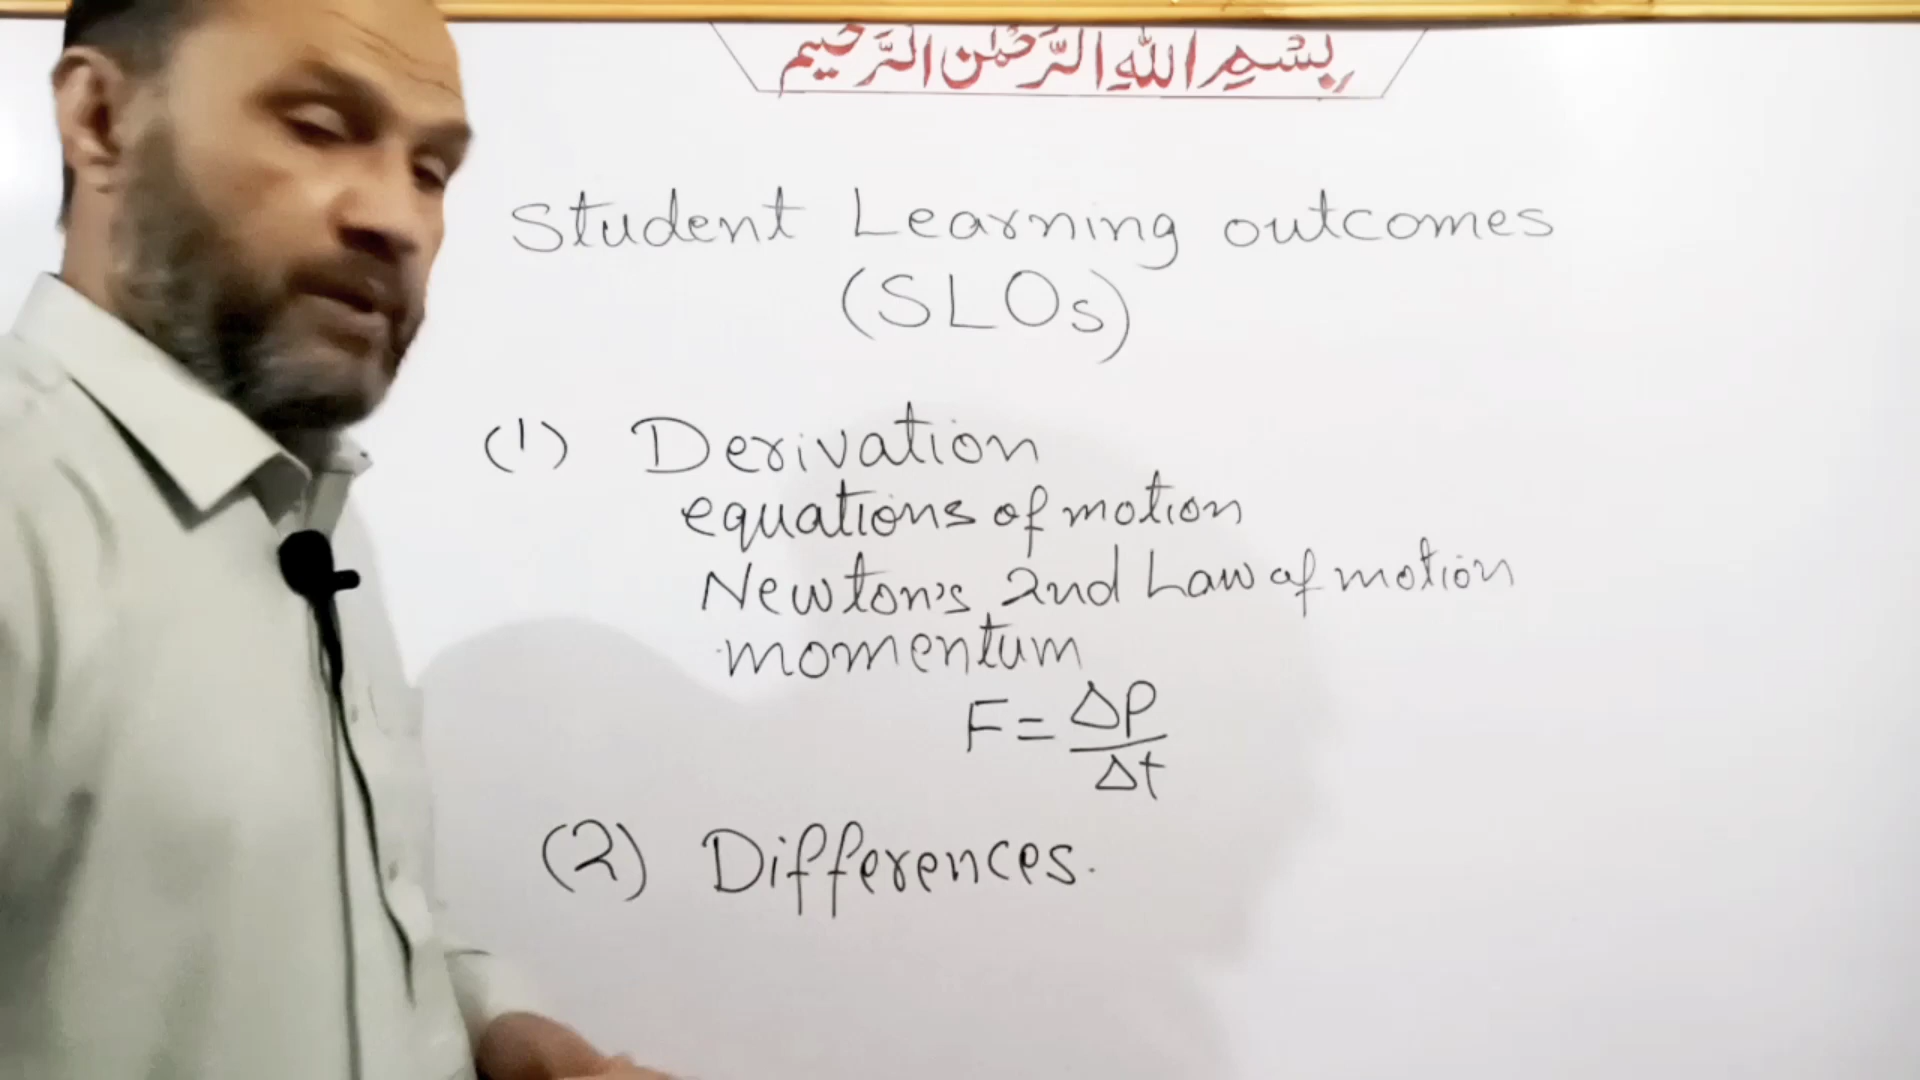 بِسْمِ اللهِ الرَّحْمٰنِ الرَّحِيْمِ
Student Learning outcomes
(SLOs)
(1) Derivation
equations of motion
Newton's 2nd Law of motion
momentum
F = ΔP/Δt
(2) Differences.